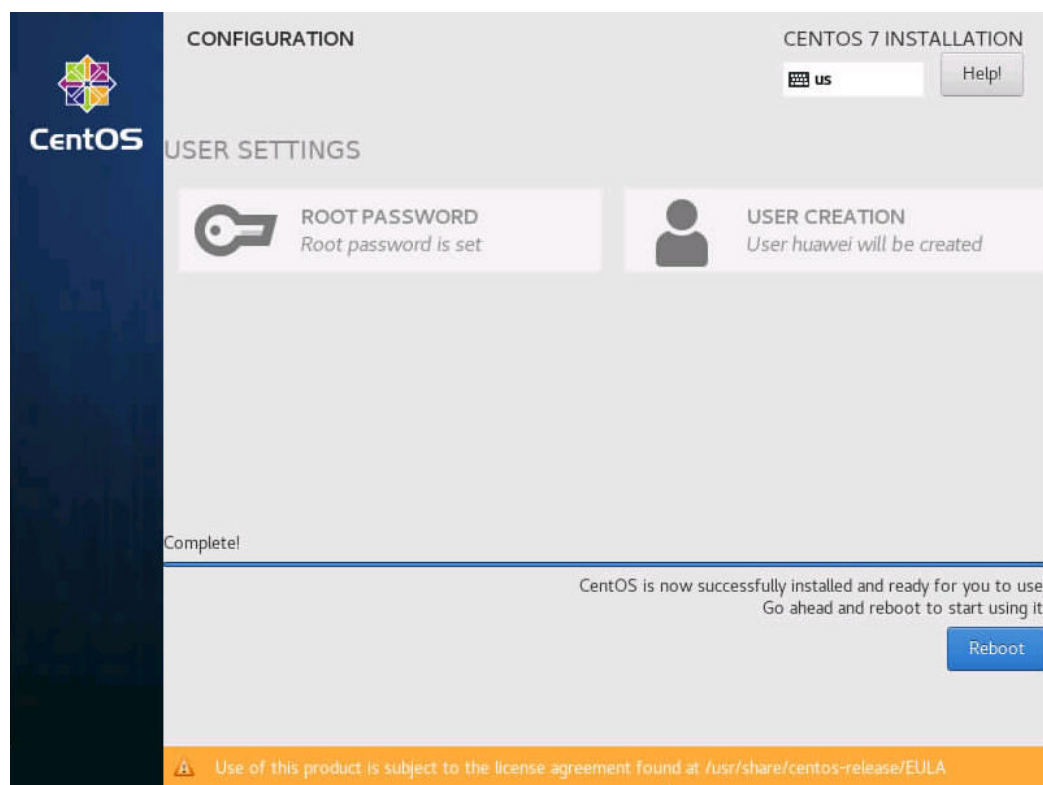 CONFIGURATION
CENTOS 7 INSTALLATION
us
Help!
CentOS
USER SETTINGS
ROOT PASSWORD
Root password is set
USER CREATION
User huawei will be created
Complete!
CentOS is now successfully installed and ready for you to use
Go ahead and reboot to start using it
Reboot
Use of this product is subject to the license agreement found at /usr/share/centos-release/EULA